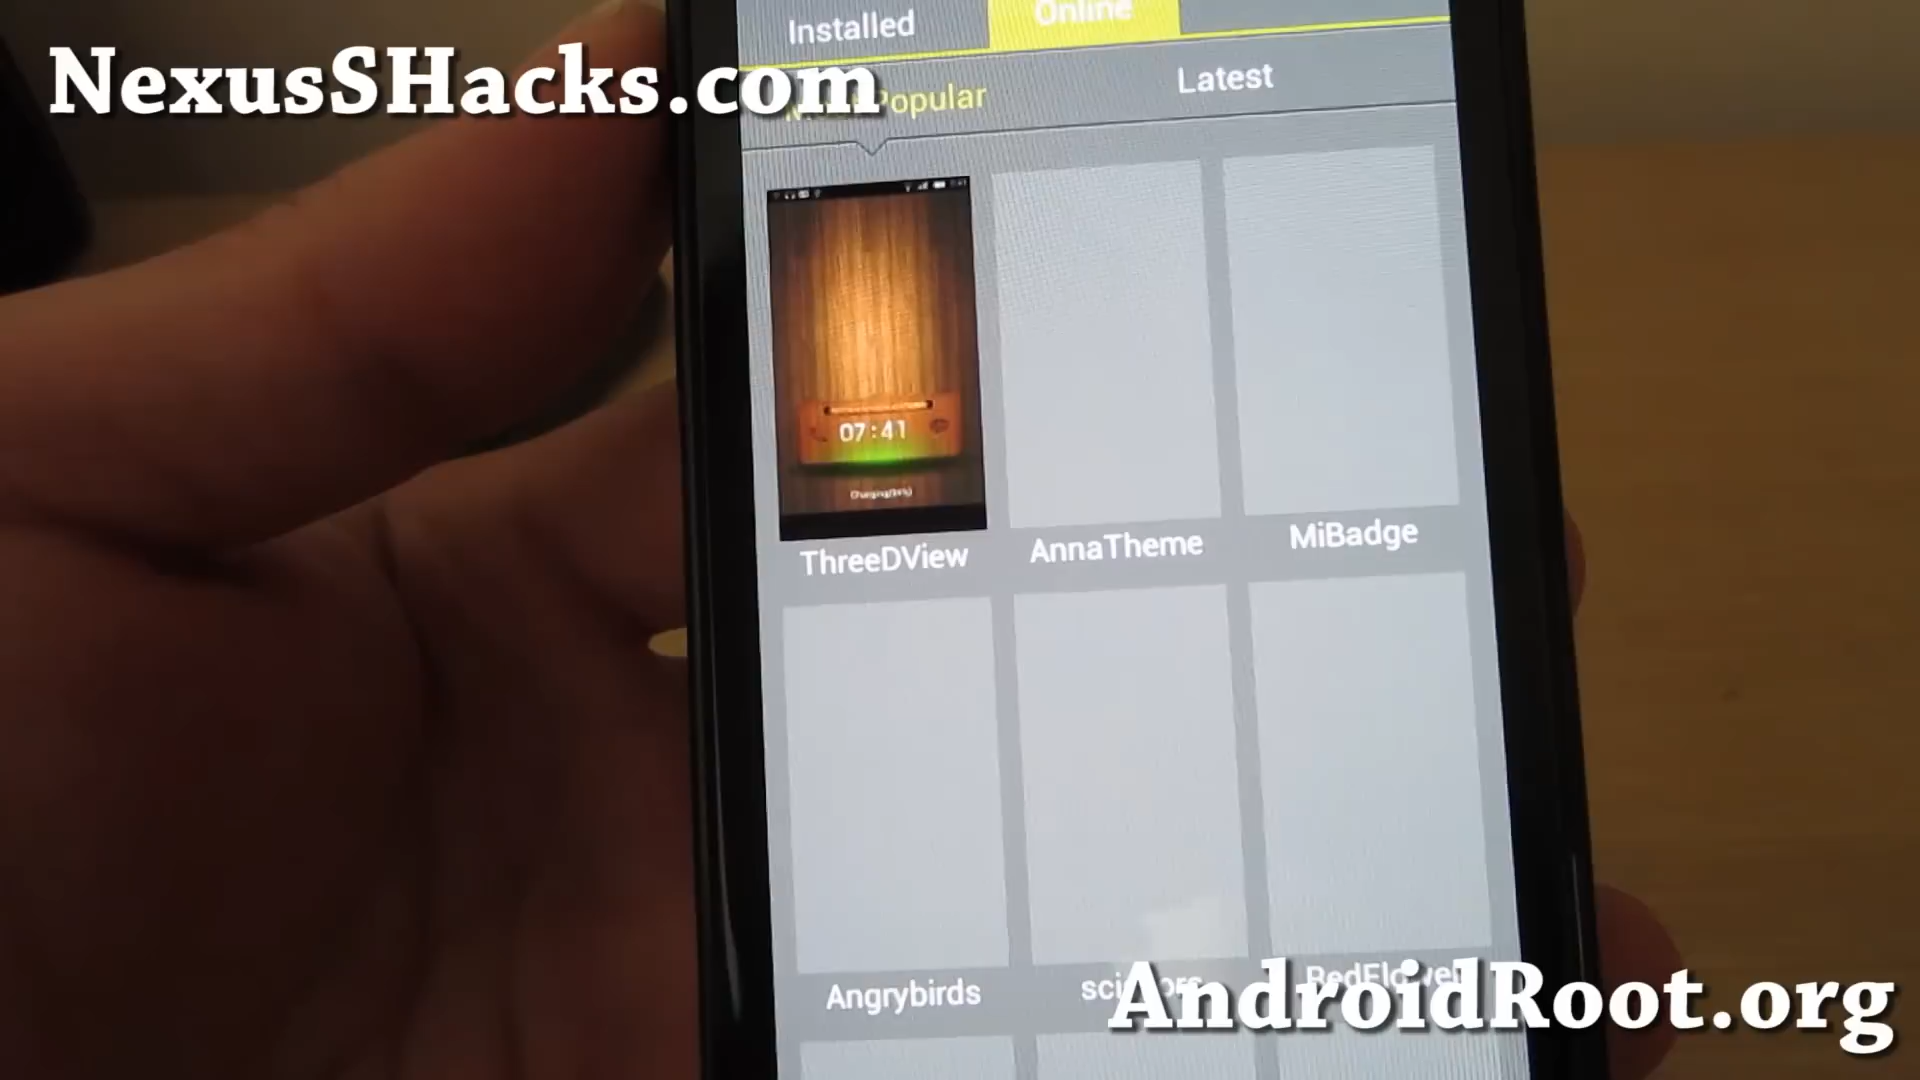 Installed
Online
NexusSHacks.com
Popular
Latest
07:41
ThreeDView
AnnaTheme
MiBadge
Angrybirds
AndroidRoot.org